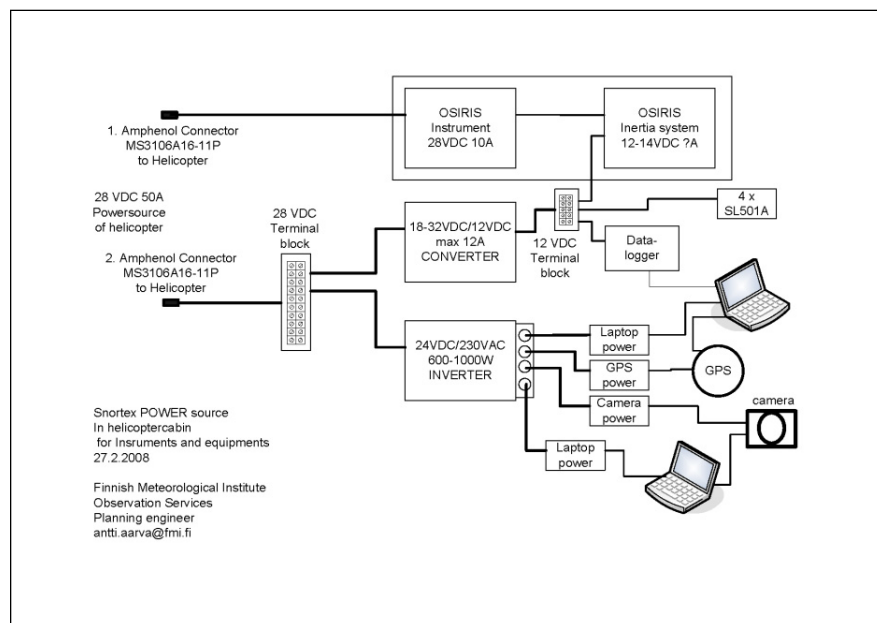 OSIRIS
Instrument
28VDC 10A
OSIRIS
Inertia system
12-14VDC ?A
1. Amphenol Connector
MS3106A16-11P
to Helicopter
28 VDC 50A
Powersource
of helicopter
28 VDC
Terminal
block
18-32VDC/12VDC
max 12A
CONVERTER
12 VDC
Terminal
block
4 x
SL501A
Data-
logger
2. Amphenol Connector
MS3106A16-11P
to Helicopter
24VDC/230VAC
600-1000W
INVERTER
Laptop
power
GPS
power
GPS
Camera
power
camera
Laptop
power
Snortex POWER source
In helicoptercabin
for Insruments and equipments
27.2.2008
Finnish Meteorological Institute
Observation Services
Planning engineer
antti.aarva@fmi.fi